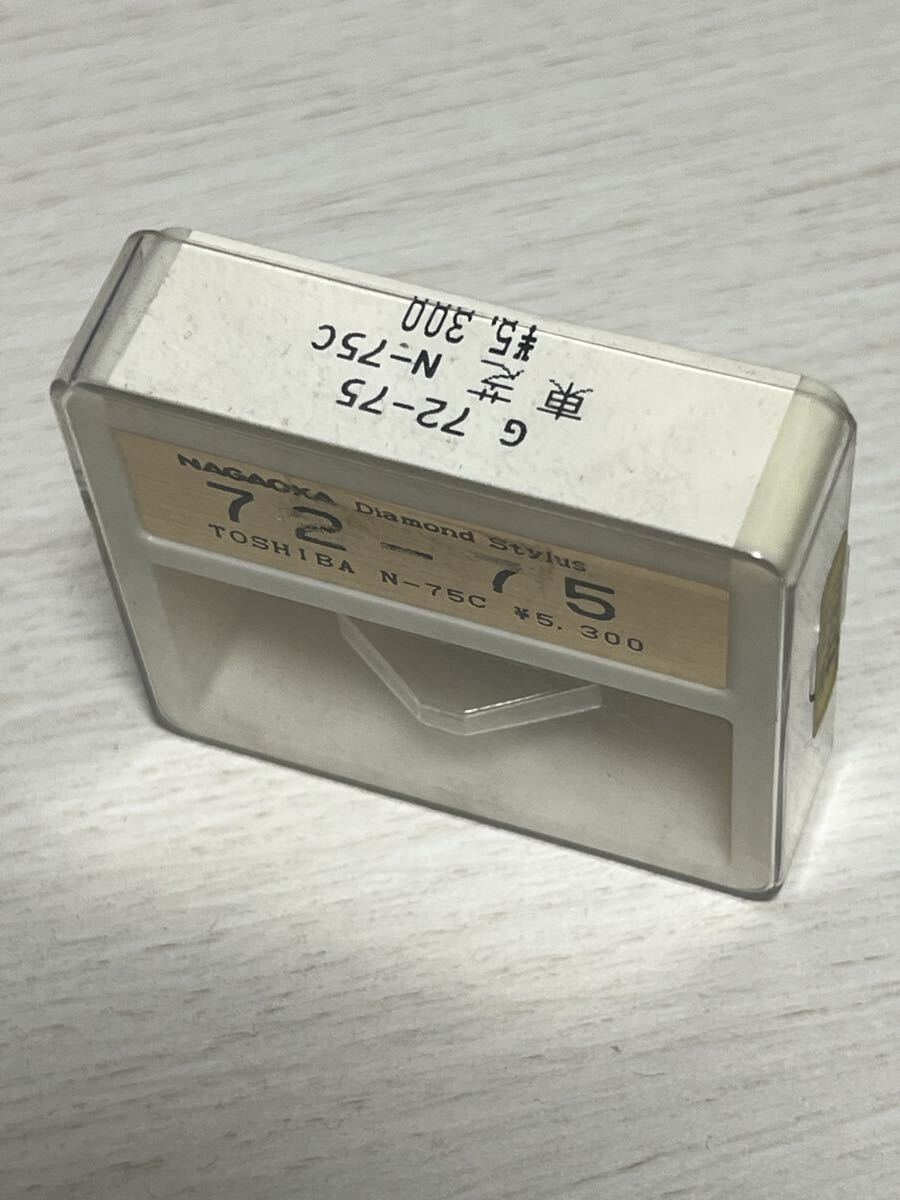 G 72-75
東芝 N-75C
¥5,300
NAGAOKA Diamond Stylus
72-75
TOSHIBA N-75C ¥5,300